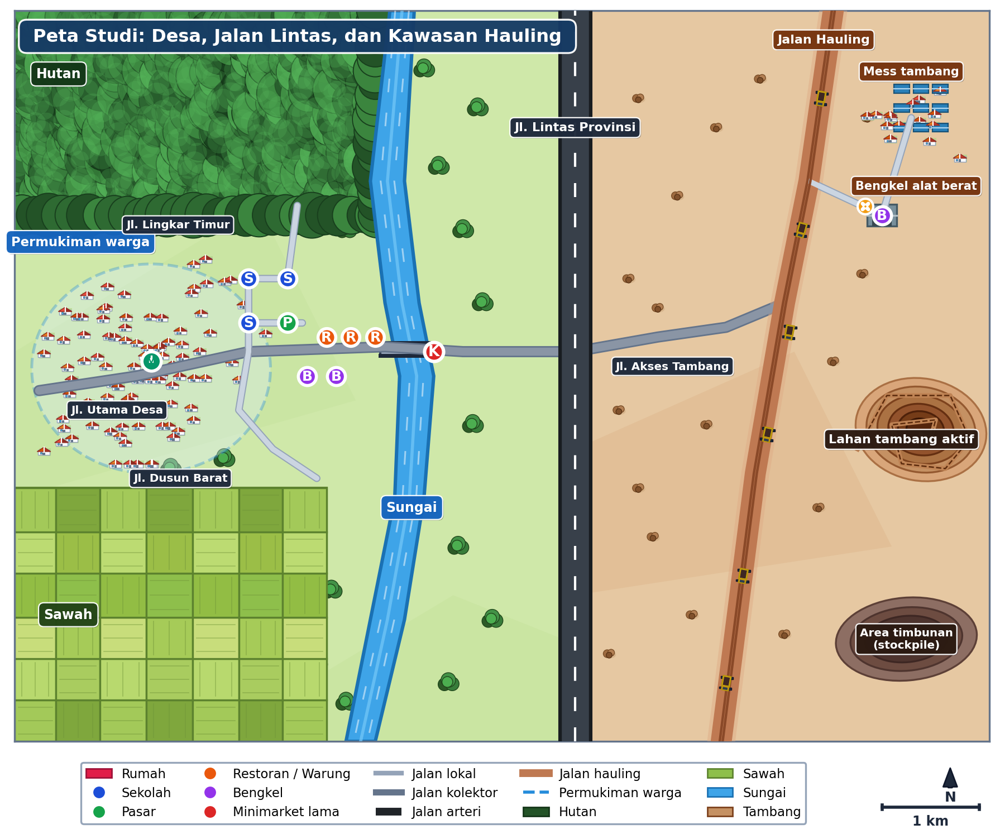 Peta Studi: Desa, Jalan Lintas, dan Kawasan Hauling
Jalan Hauling
Hutan
Mess tambang
Jl. Lintas Provinsi
Bengkel alat berat
B
Jl. Lingkar Timur
Permukiman warga
S
S
S
P
R
R
R
K
Jl. Akses Tambang
B
B
Jl. Utama Desa
Lahan tambang aktif
Jl. Dusun Barat
Sungai
Sawah
Area timbunan
(stockpile)
Rumah
Sekolah
Pasar
Restoran / Warung
Bengkel
Minimarket lama
Jalan lokal
Jalan kolektor
Jalan arteri
Jalan hauling
Permukiman warga
Hutan
Sawah
Sungai
Tambang
N
1 km